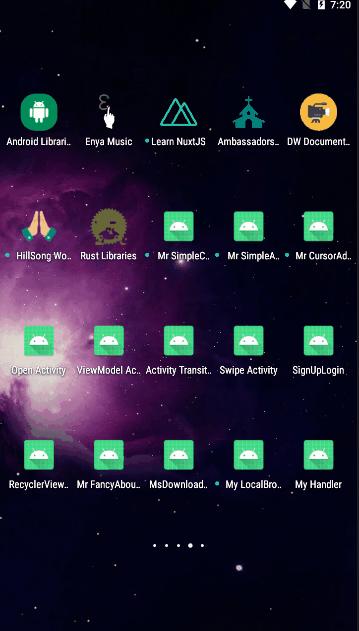 7:20
Android Librari..
Enya Music
Learn NuxtJS
Ambassadors..
DW Document..
HillSong Wo..
Rust Libraries
Mr SimpleC..
Mr SimpleA..
Mr CursorAd..
Open Activity
ViewModel Ac..
Activity Transit..
Swipe Activity
SignUpLogin
RecyclerView..
Mr FancyAbou..
MsDownload..
My LocalBro..
My Handler